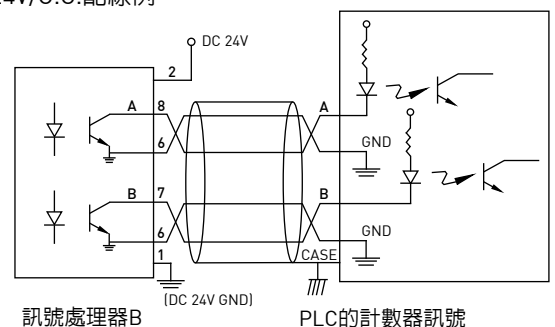 24V/O.C.配線例
DC 24V
2
A 8 A
6 GND
B 7 B
6 GND
1 CASE
(DC 24V GND)
訊號處理器B PLC的計數器訊號